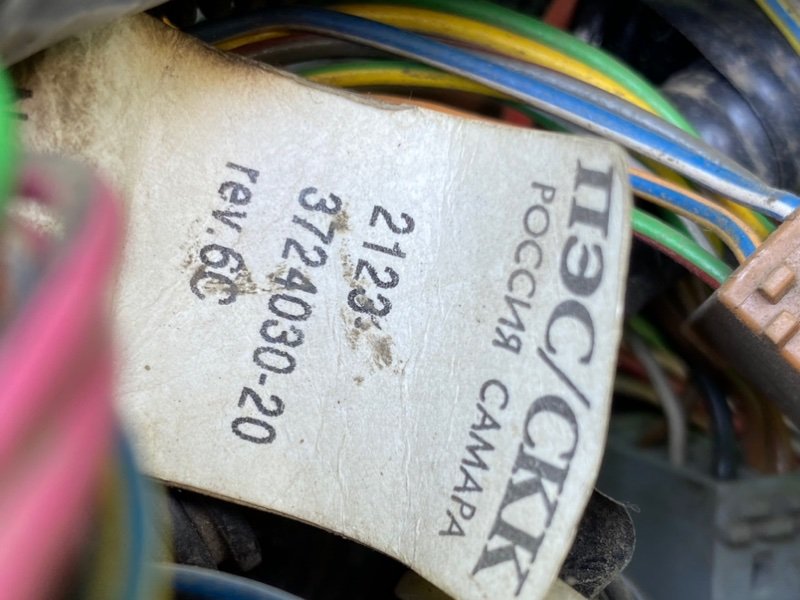 ПЭС/СКК
РОССИЯ САМАРА
2123-
3724030-20
rev.6C